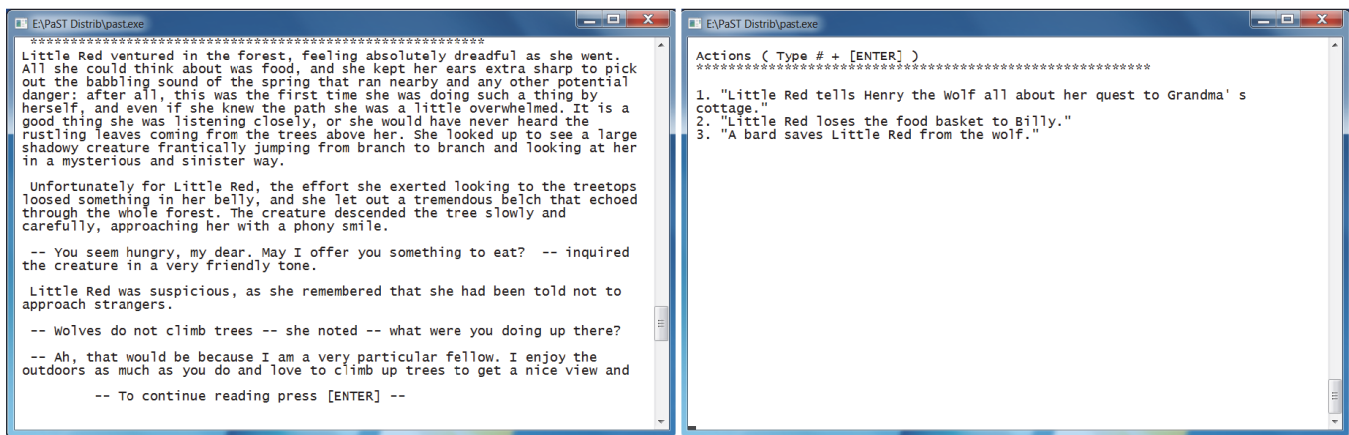 E:\PaST Distrib\past.exe
*********************************************************
Little Red ventured in the forest, feeling absolutely dreadful as she went.
All she could think about was food, and she kept her ears extra sharp to pick
out the babbling sound of the spring that ran nearby and any other potential
danger: after all, this was the first time she was doing such a thing by
herself, and even if she knew the path she was a little overwhelmed. It is a
good thing she was listening closely, or she would have never heard the
rustling leaves coming from the trees above her. She looked up to see a large
shadowy creature frantically jumping from branch to branch and looking at her
in a mysterious and sinister way.
Unfortunately for Little Red, the effort she exerted looking to the treetops
loosed something in her belly, and she let out a tremendous belch that echoed
through the whole forest. The creature descended the tree slowly and
carefully, approaching her with a phony smile.
-- You seem hungry, my dear. May I offer you something to eat?  -- inquired
the creature in a very friendly tone.
Little Red was suspicious, as she remembered that she had been told not to
approach strangers.
-- Wolves do not climb trees -- she noted -- what were you doing up there?
-- Ah, that would be because I am a very particular fellow. I enjoy the
outdoors as much as you do and love to climb up trees to get a nice view and
-- To continue reading press [ENTER] --
E:\PaST Distrib\past.exe
Actions ( Type # + [ENTER] )
*********************************************************
1. "Little Red tells Henry the Wolf all about her quest to Grandma' s
cottage."
2. "Little Red loses the food basket to Billy."
3. "A bard saves Little Red from the wolf."